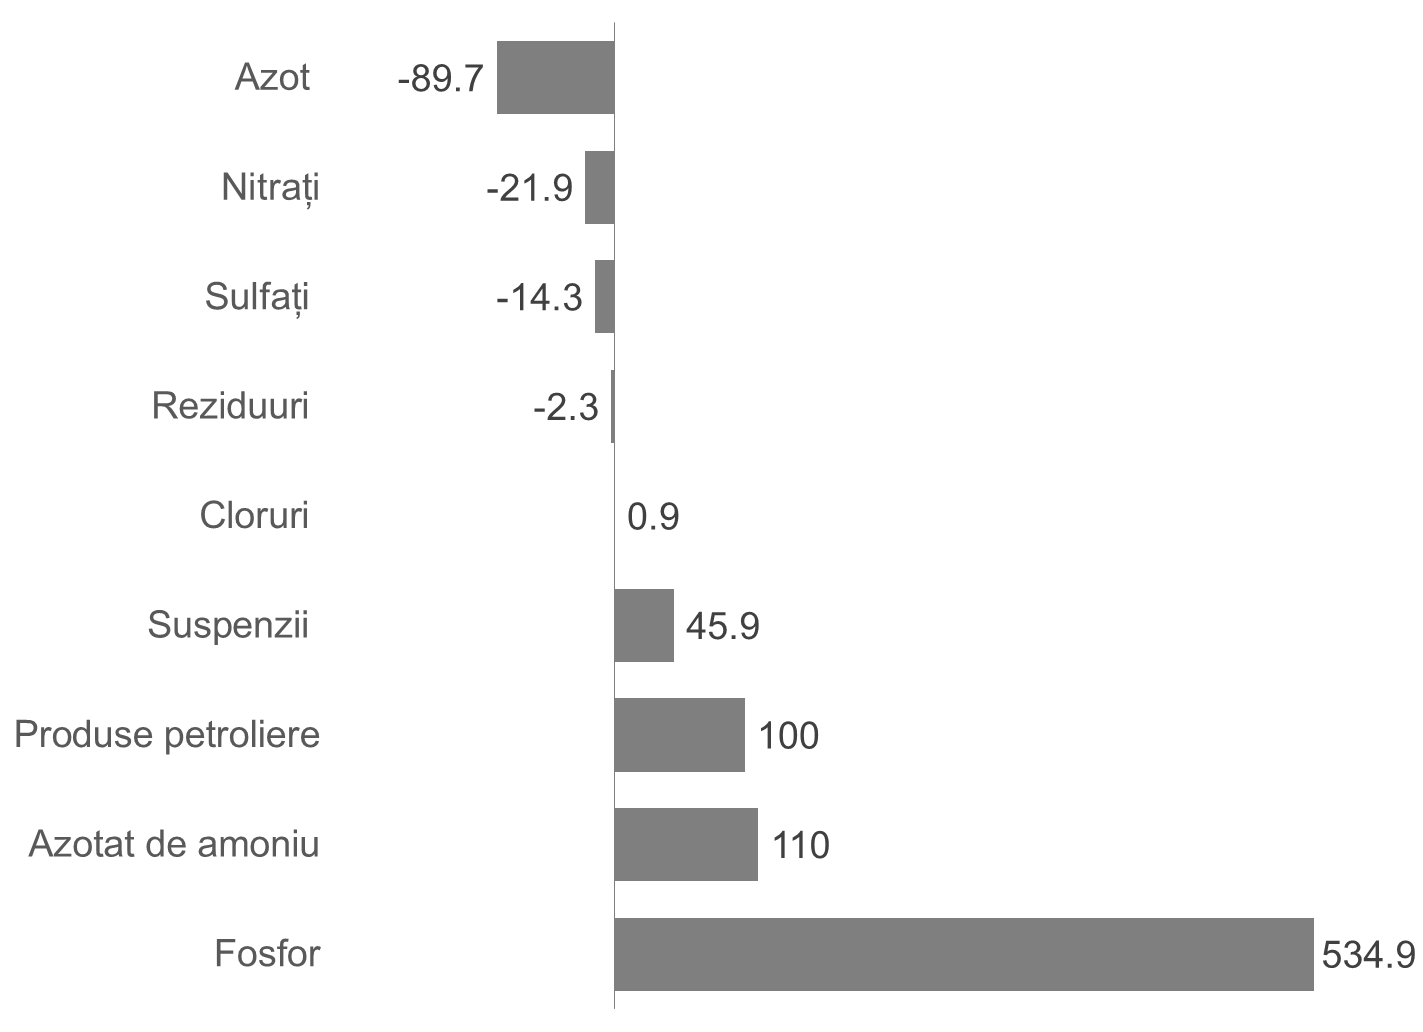 Azot -89.7
Nitrați -21.9
Sulfați -14.3
Reziduuri -2.3
Cloruri 0.9
Suspenzii 45.9
Produse petroliere 100
Azotat de amoniu 110
Fosfor 534.9